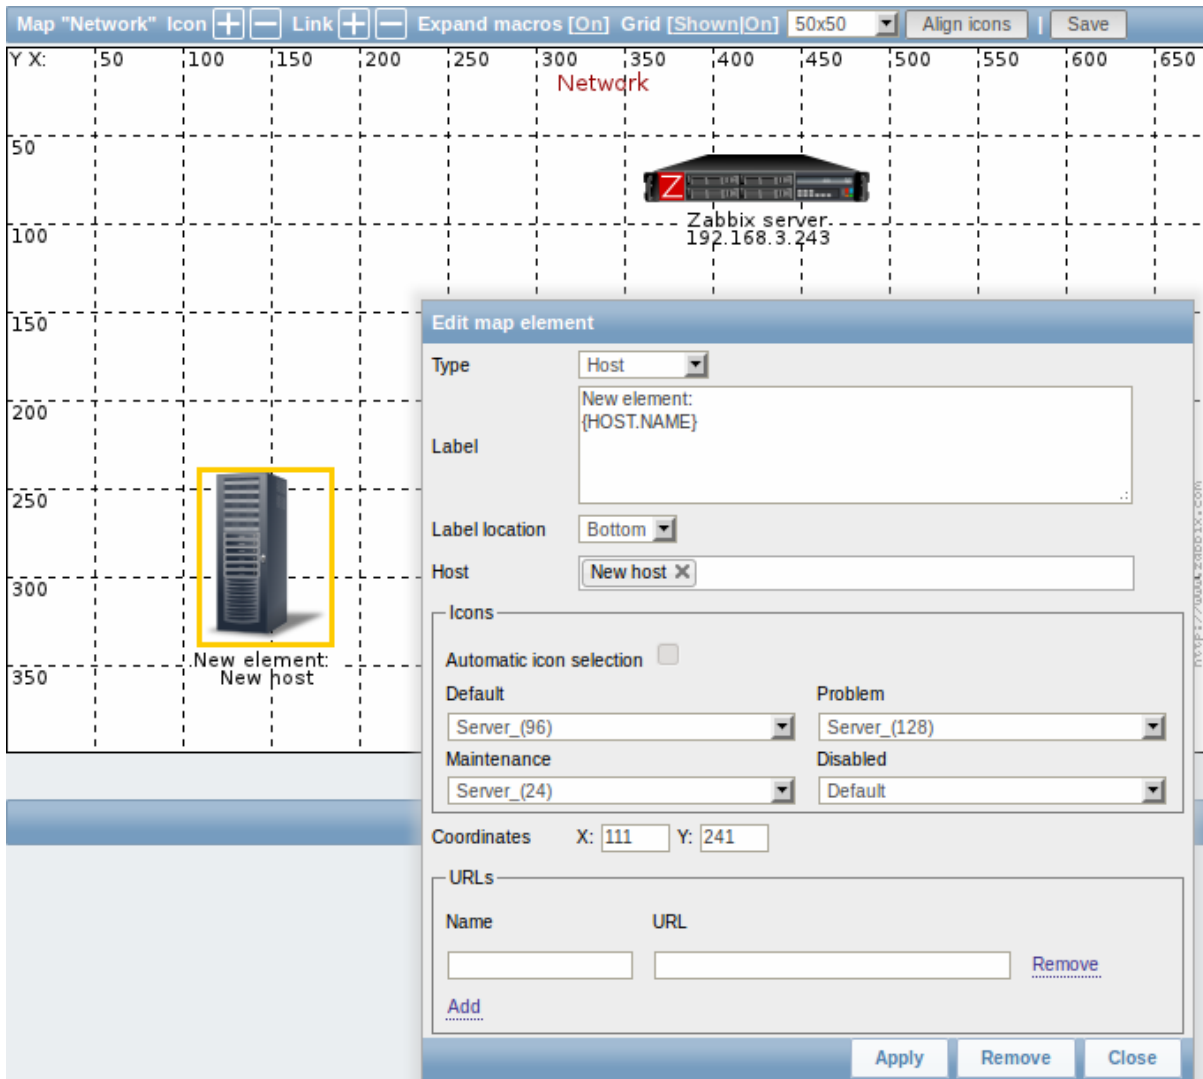 Map "Network" Icon + − Link + − Expand macros [On] Grid [Shown|On] 50x50 Align icons | Save
Y X: 50 100 150 200 250 300 350 400 450 500 550 600 650
Network
50
Z
Zabbix server
192.168.3.243
100
150
200
250
300
350
New element:
New host
Edit map element
Type Host
Label New element:
{HOST.NAME}
Label location Bottom
Host New host ✕
Icons
Automatic icon selection
Default Problem
Server_(96) Server_(128)
Maintenance Disabled
Server_(24) Default
Coordinates X: 111 Y: 241
URLs
Name URL
Remove
Add
Apply Remove Close
http://www.zabbix.com